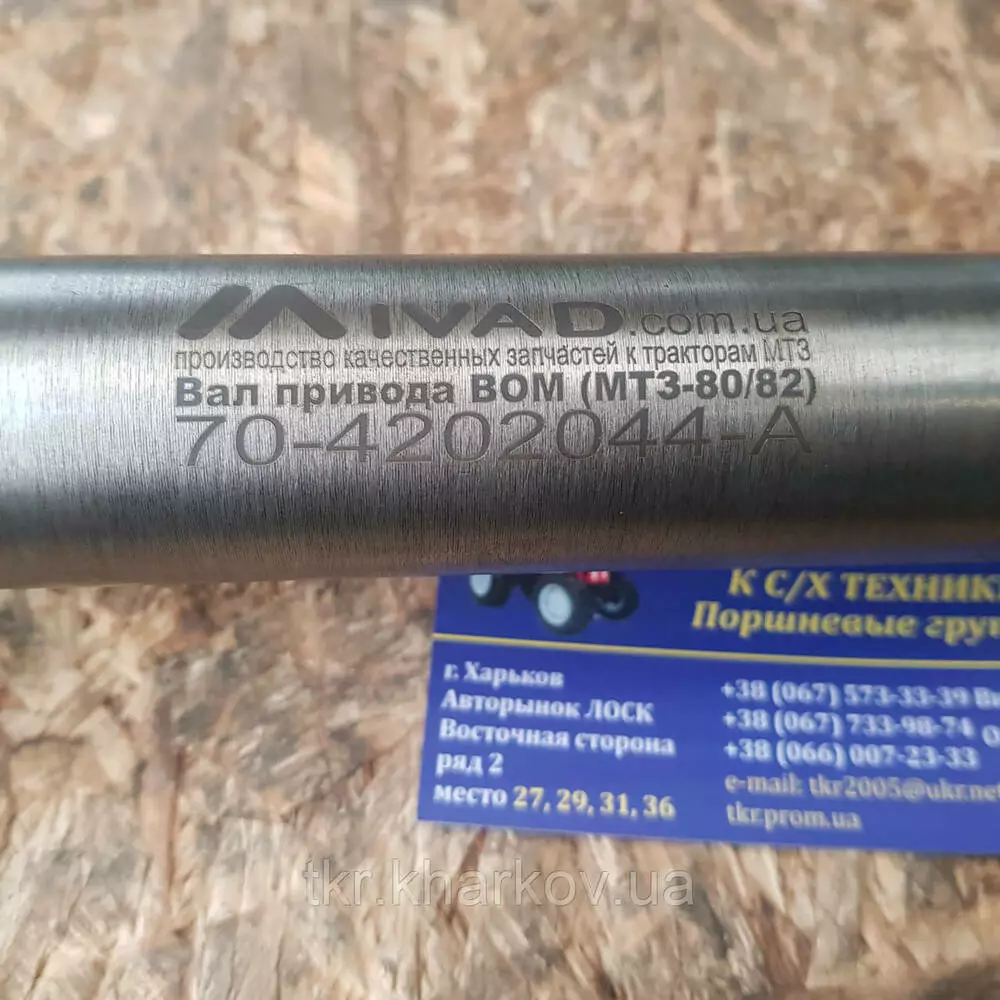 IVAD.com.ua
производство качественных запчастей к тракторам МТЗ
Вал привода ВОМ (МТЗ-80/82)
70-4202044-А
К С/Х ТЕХНИК
Поршневые гру
г. Харьков
Авторынок ЛОСК
Восточная сторона
ряд 2
место 27, 29, 31, 36
+38 (067) 573-33-39
+38 (067) 733-98-74
+38 (066) 007-23-33
e-mail: tkr2005@ukr.net
tkr.prom.ua
tkr.kharkov.ua